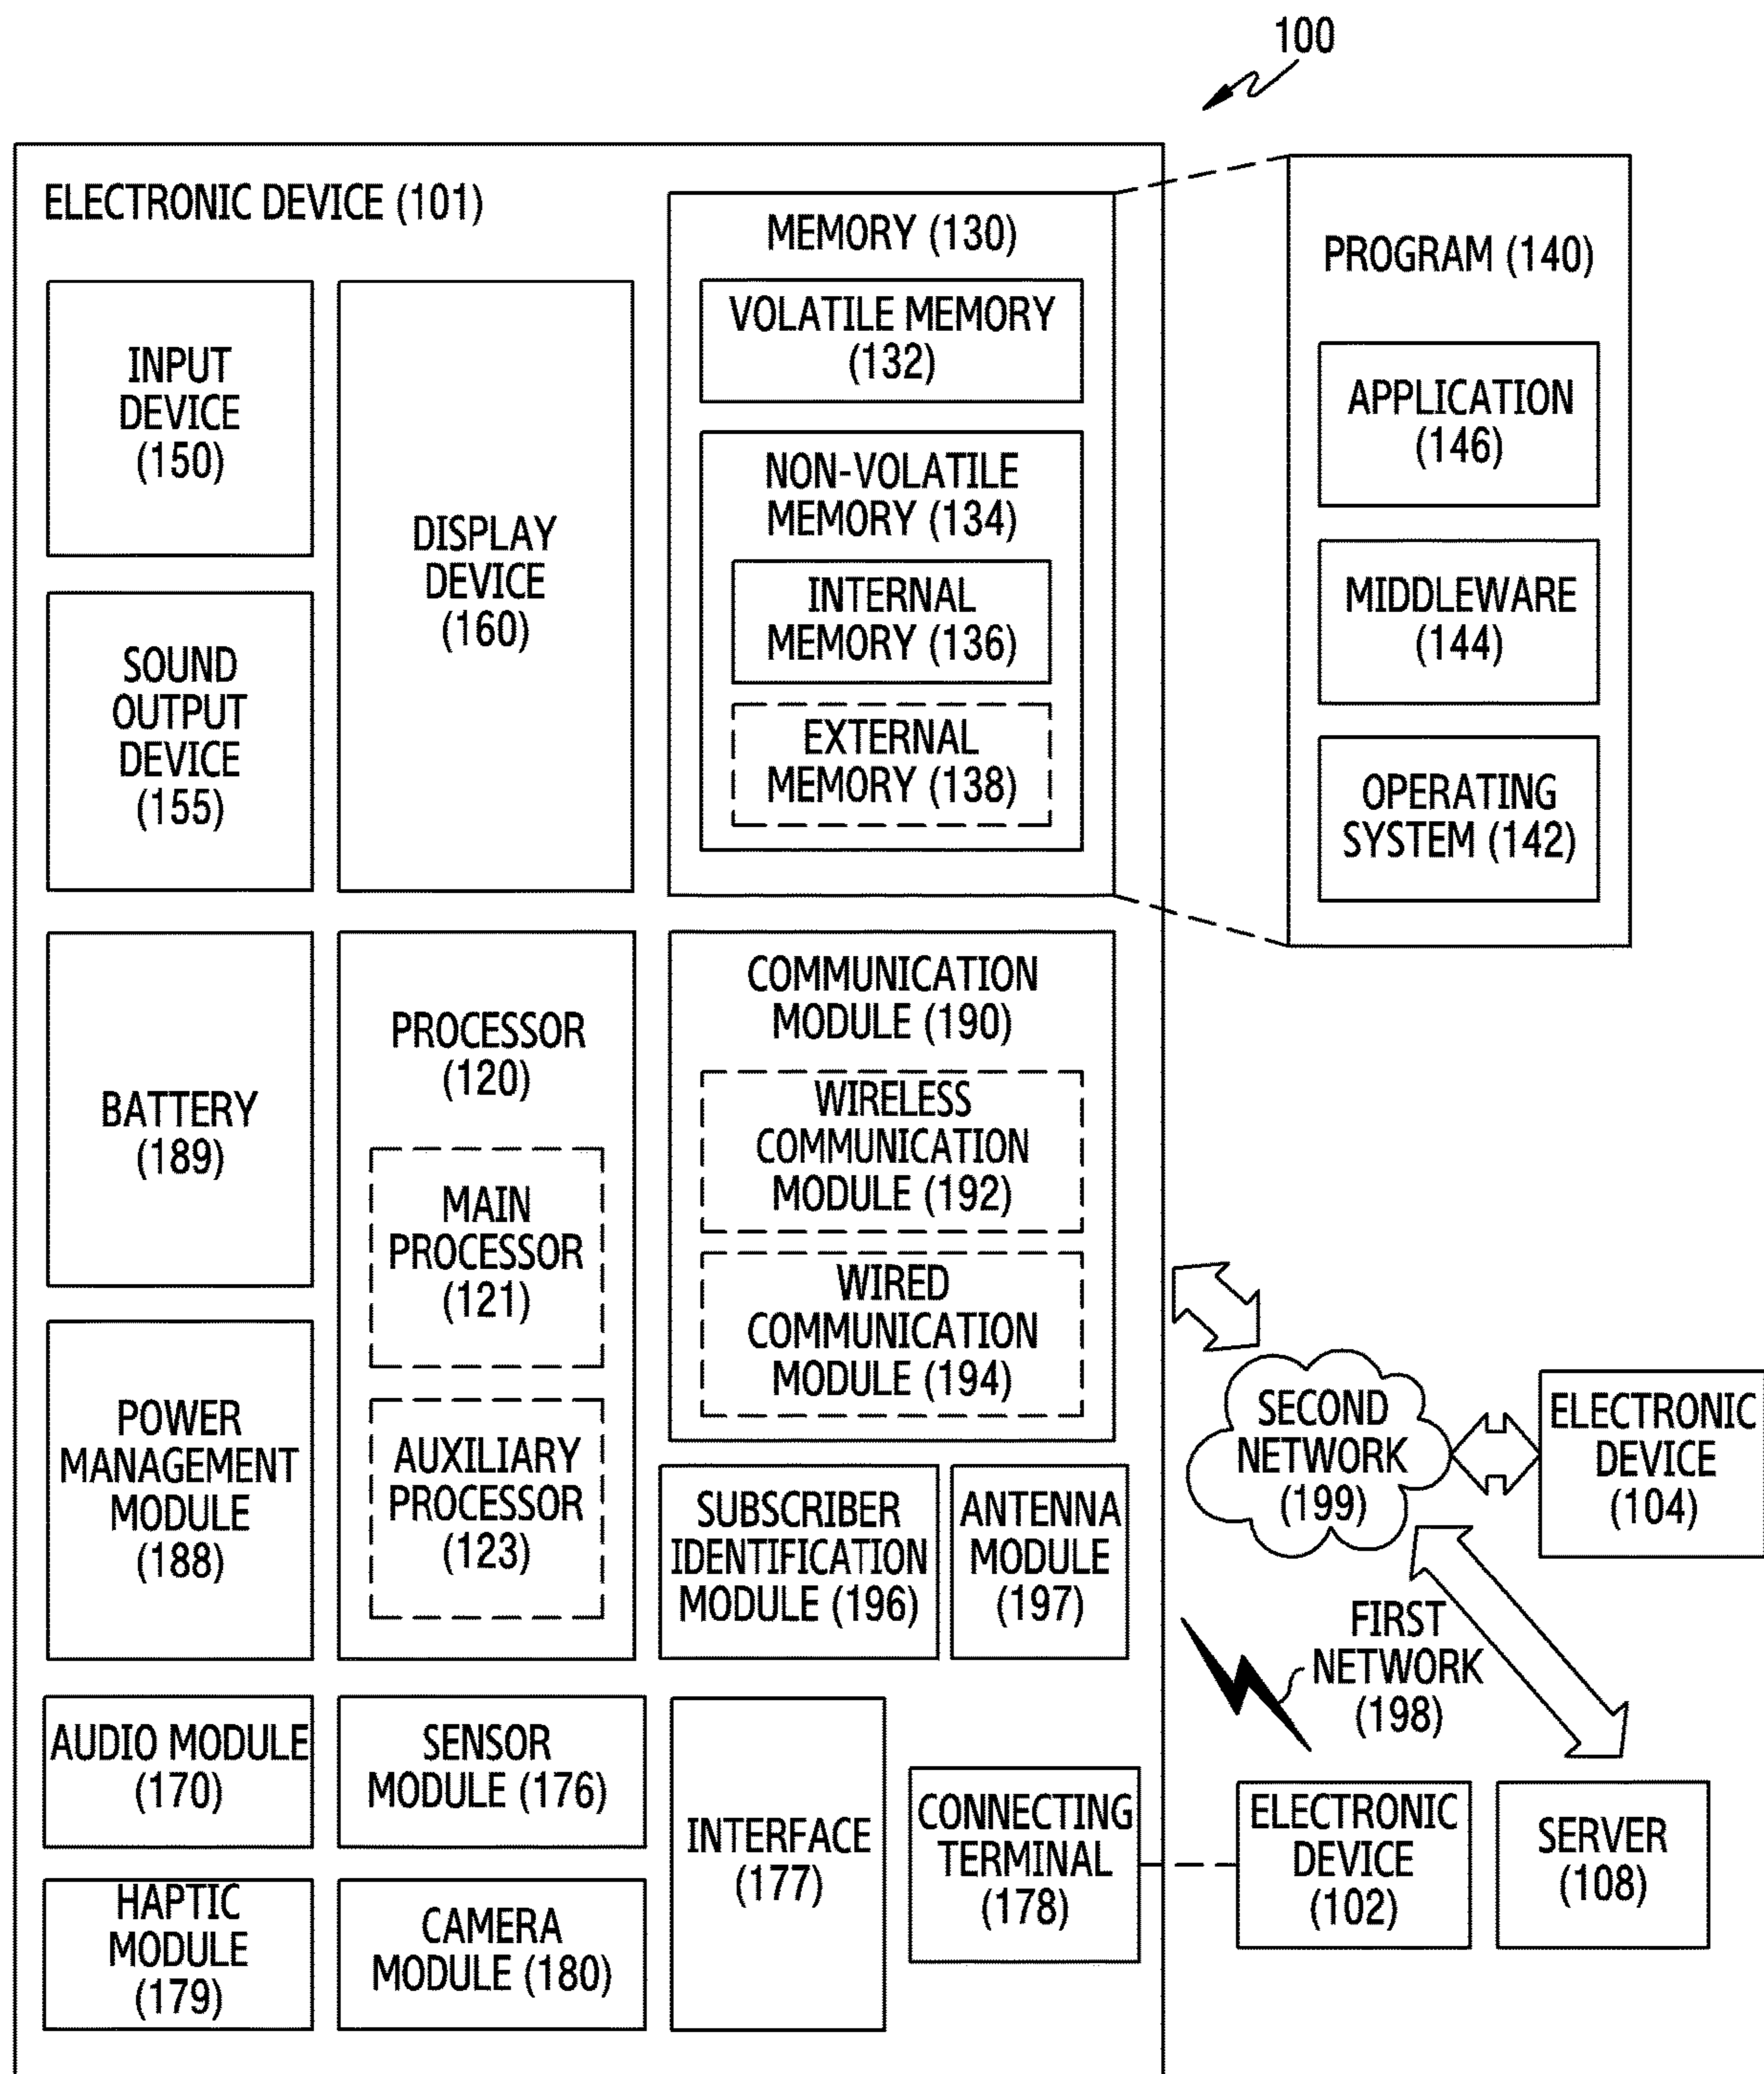 100
ELECTRONIC DEVICE (101)
INPUT
DEVICE
(150)
SOUND
OUTPUT
DEVICE
(155)
DISPLAY
DEVICE
(160)
MEMORY (130)
VOLATILE MEMORY
(132)
NON-VOLATILE
MEMORY (134)
INTERNAL
MEMORY (136)
EXTERNAL
MEMORY (138)
PROGRAM (140)
APPLICATION
(146)
MIDDLEWARE
(144)
OPERATING
SYSTEM (142)
BATTERY
(189)
POWER
MANAGEMENT
MODULE
(188)
PROCESSOR
(120)
MAIN
PROCESSOR
(121)
AUXILIARY
PROCESSOR
(123)
COMMUNICATION
MODULE (190)
WIRELESS
COMMUNICATION
MODULE (192)
WIRED
COMMUNICATION
MODULE (194)
SUBSCRIBER
IDENTIFICATION
MODULE (196)
ANTENNA
MODULE
(197)
SECOND
NETWORK
(199)
ELECTRONIC
DEVICE
(104)
FIRST
NETWORK
(198)
AUDIO MODULE
(170)
SENSOR
MODULE (176)
INTERFACE
(177)
CONNECTING
TERMINAL
(178)
ELECTRONIC
DEVICE
(102)
SERVER
(108)
HAPTIC
MODULE
(179)
CAMERA
MODULE (180)